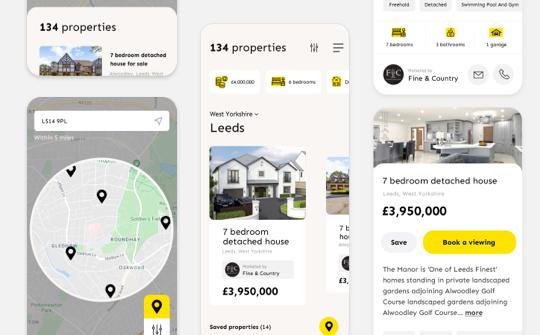 134 properties
7 bedroom detached
house for sale
Alwoodley, Leeds, West
LS14 9PL
Within 5 miles
GLEDHOW
ROUNDHAY
Oakwood
134 properties
£4,000,000
6 bedrooms
West Yorkshire
Leeds
7 bedroom
detached house
Leeds, West Yorkshire
Marketed by
Fine & Country
£3,950,000
Saved properties (14)
Freehold
Detached
Swimming Pool And Gym
7 bedrooms
3 bathrooms
1 garage
Marketed by
Fine & Country
7 bedroom detached house
Leeds, West Yorkshire
£3,950,000
Save
Book a viewing
The Manor is 'One of Leeds Finest'
homes standing in private landscaped
gardens adjoining Alwoodley Golf
Course landscaped gardens adjoining
Alwoodley Golf Course... more